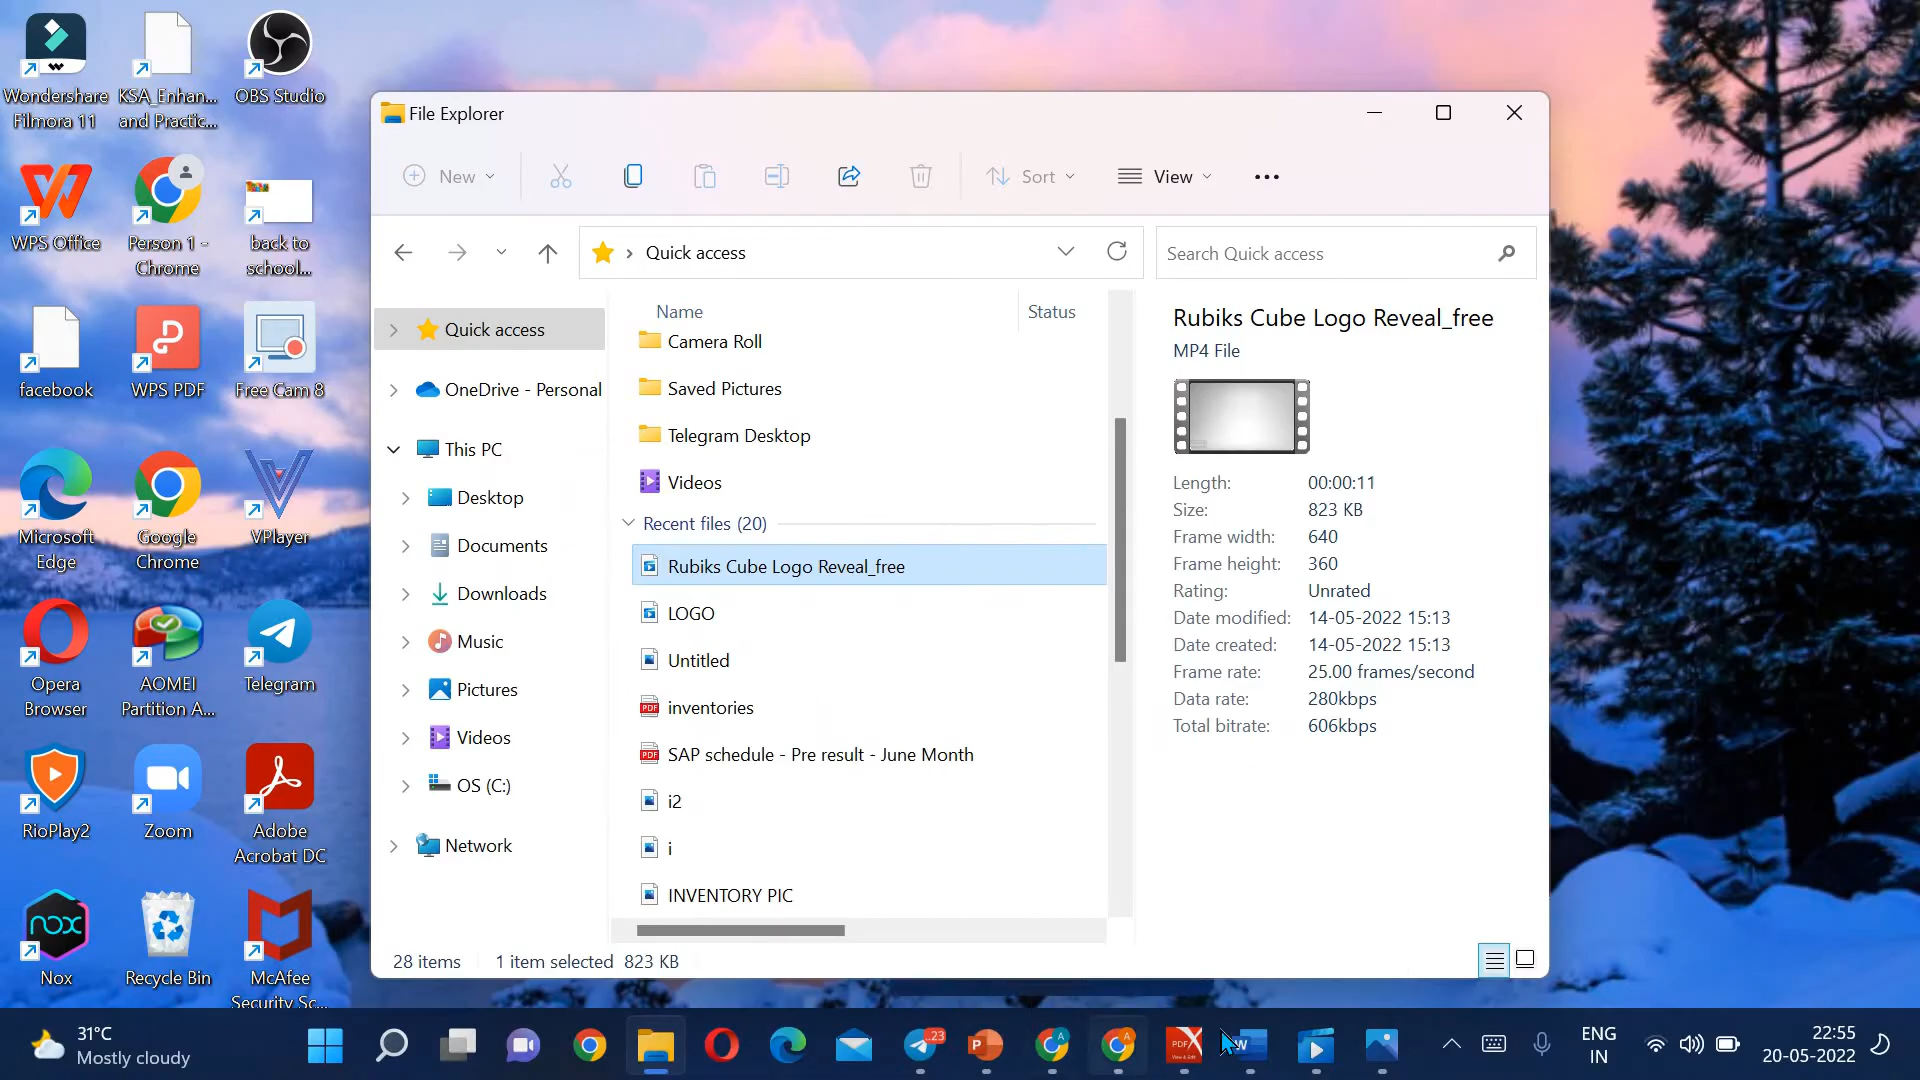 Wondershare
Filmora 11
KSA_Enhan...
and Practic...
OBS Studio
WPS Office
Person 1 -
Chrome
back to
school...
facebook
WPS PDF
Free Cam 8
Microsoft
Edge
Google
Chrome
VPlayer
Opera
Browser
AOMEI
Partition A...
Telegram
RioPlay2
Zoom
Adobe
Acrobat DC
nox
Nox
Recycle Bin
McAfee
Security Sc...
File Explorer
New
Sort
View
Quick access
Search Quick access
Quick access
OneDrive - Personal
This PC
Desktop
Documents
Downloads
Music
Pictures
Videos
OS (C:)
Network
Name
Status
Camera Roll
Saved Pictures
Telegram Desktop
Videos
Recent files (20)
Rubiks Cube Logo Reveal_free
LOGO
Untitled
PDF inventories
PDF SAP schedule - Pre result - June Month
i2
i
INVENTORY PIC
Rubiks Cube Logo Reveal_free
MP4 File
Length: 00:00:11
Size: 823 KB
Frame width: 640
Frame height: 360
Rating: Unrated
Date modified: 14-05-2022 15:13
Date created: 14-05-2022 15:13
Frame rate: 25.00 frames/second
Data rate: 280kbps
Total bitrate: 606kbps
28 items
1 item selected 823 KB
31°C
Mostly cloudy
..23
P
A
A
PDF
W
ENG
IN
22:55
20-05-2022